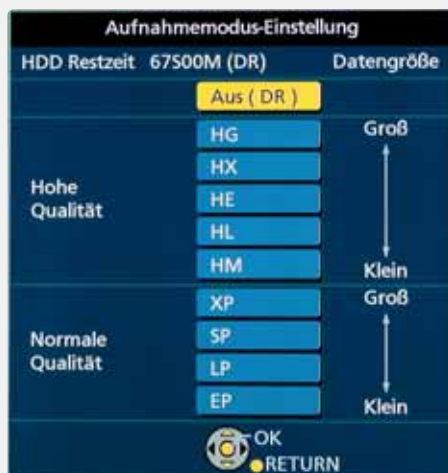 Aufnahmemodus-Einstellung
HDD Restzeit 67S00M (DR) Datengröße
Aus ( DR )
HG Groß
HX
Hohe
Qualität
HE
HL
HM Klein
XP Groß
Normale
Qualität
SP
LP
EP Klein
OK
RETURN